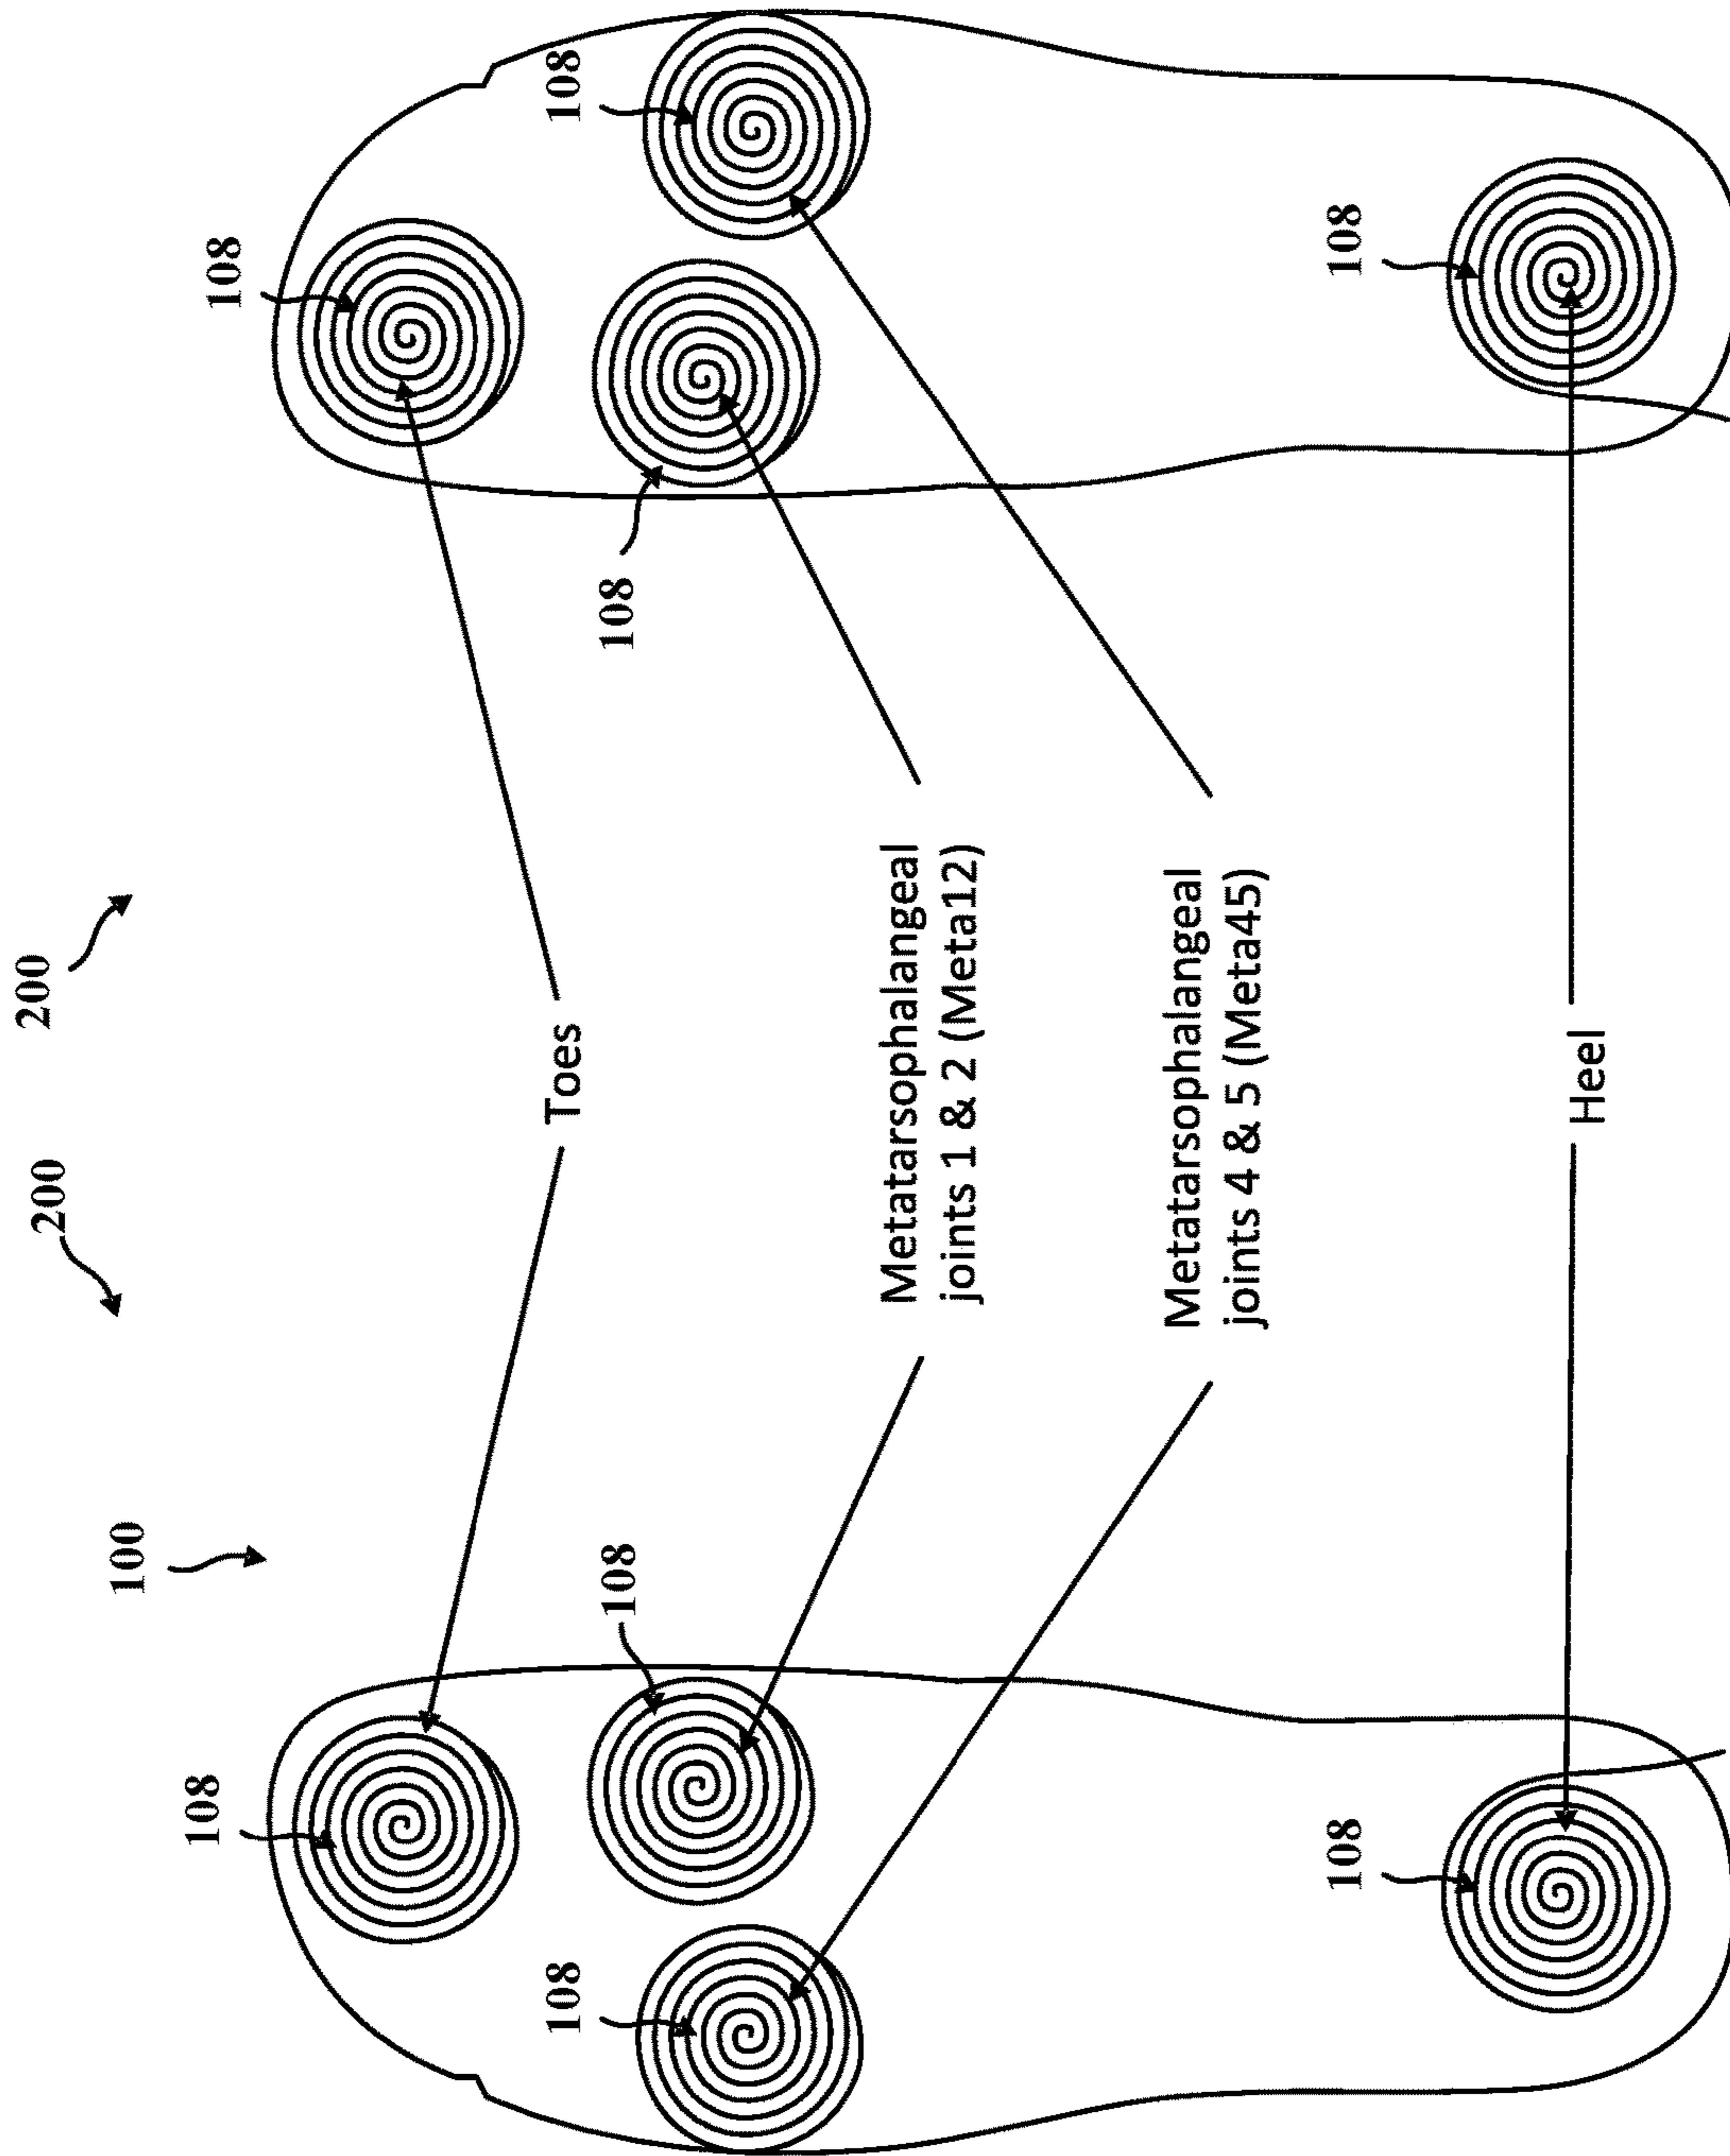 200
200
100
108
108
108
Toes
108
108
108
Metatarsophalangeal
joints 1 & 2 (Meta12)
Metatarsophalangeal
joints 4 & 5 (Meta45)
108
108
Heel